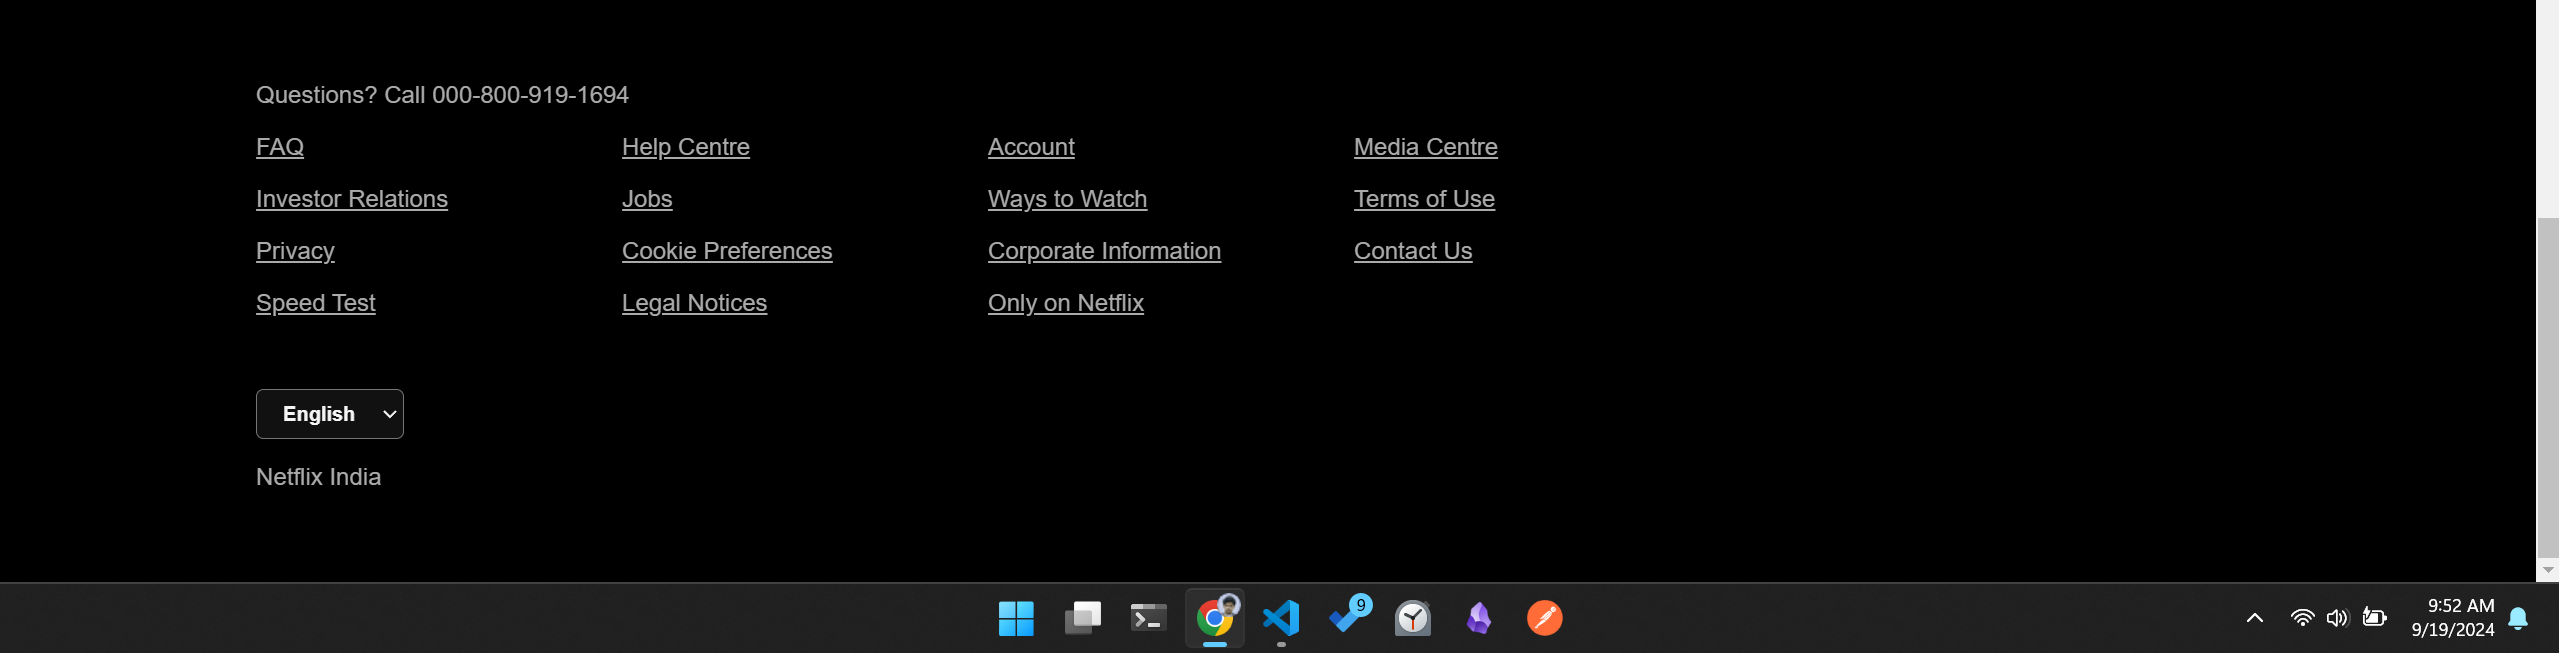 Questions? Call 000-800-919-1694
FAQ Help Centre Account Media Centre
Investor Relations Jobs Ways to Watch Terms of Use
Privacy Cookie Preferences Corporate Information Contact Us
Speed Test Legal Notices Only on Netflix
English
Netflix India
9
9:52 AM
9/19/2024